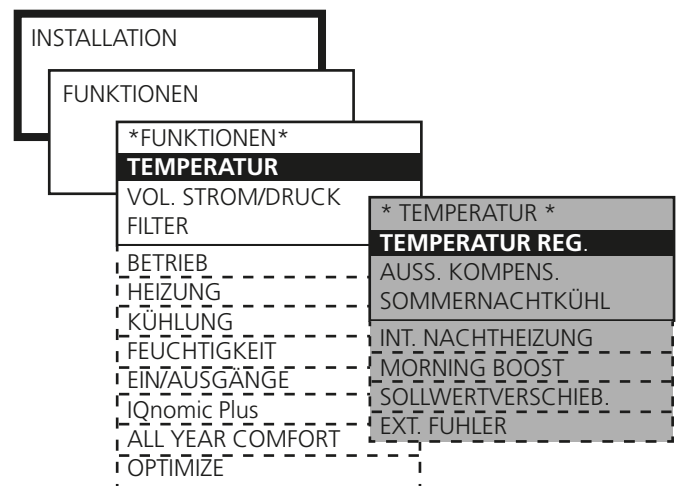 INSTALLATION
FUNKTIONEN
*FUNKTIONEN*
TEMPERATUR
VOL. STROM/DRUCK
FILTER
BETRIEB
HEIZUNG
KÜHLUNG
FEUCHTIGKEIT
EIN/AUSGÄNGE
IQnomic Plus
ALL YEAR COMFORT
OPTIMIZE
* TEMPERATUR *
TEMPERATUR REG.
AUSS. KOMPENS.
SOMMERNACHTKÜHL
INT. NACHTHEIZUNG
MORNING BOOST
SOLLWERTVERSCHIEB.
EXT. FUHLER